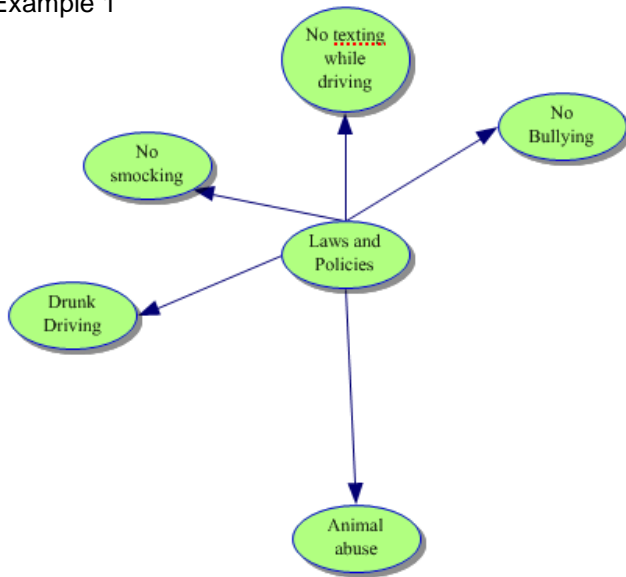 Example 1
No texting
while
driving
No
Bullying
No
smocking
Laws and
Policies
Drunk
Driving
Animal
abuse